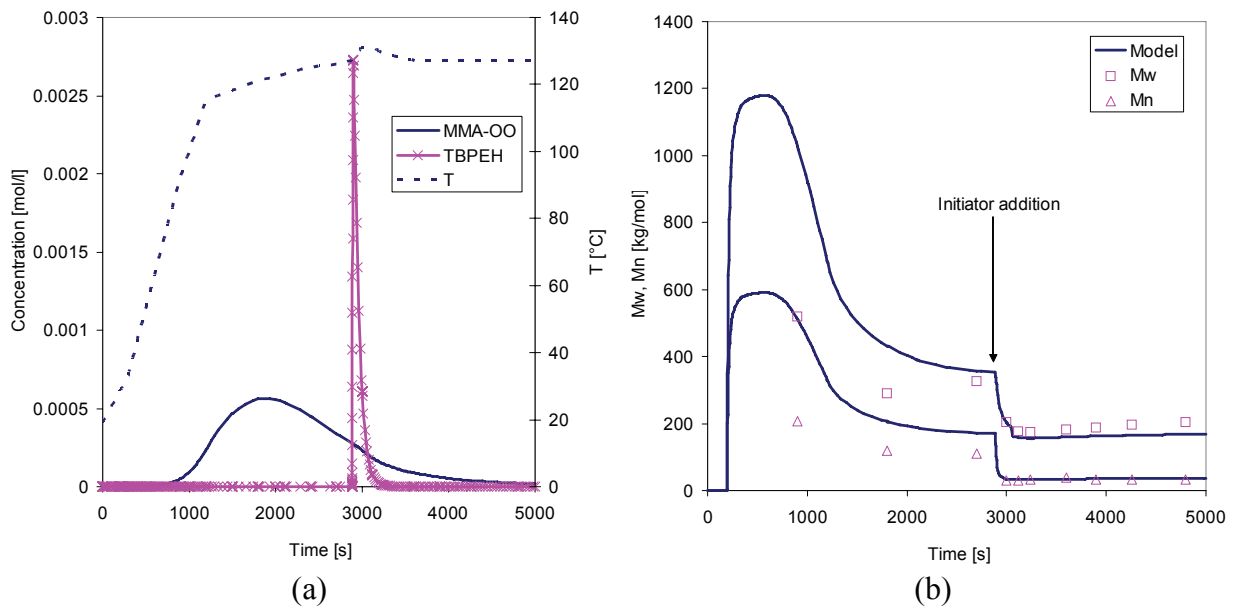 0.003
0.0025
0.002
0.0015
0.001
0.0005
0
Concentration [mol/l]
140
120
100
80
60
40
20
0
T [°C]
MMA-OO
TBPEH
T
0 1000 2000 3000 4000 5000
Time [s]
(a)
1400
1200
1000
800
600
400
200
0
Mw, Mn [kg/mol]
Model
Mw
Mn
Initiator addition
0 1000 2000 3000 4000 5000
Time [s]
(b)